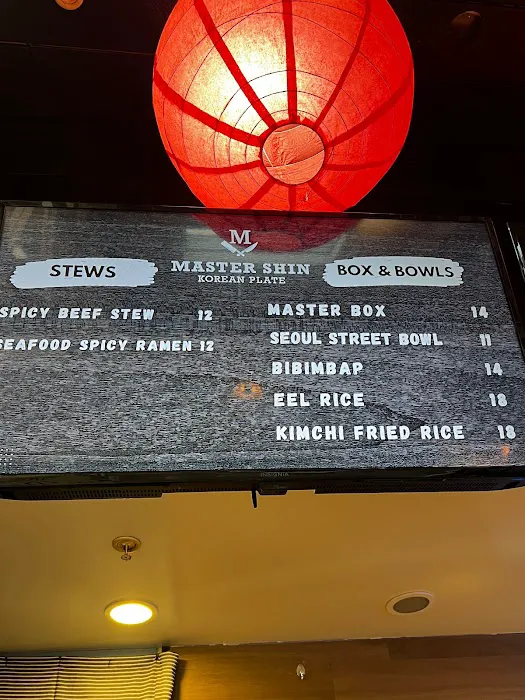 M
MASTER SHIN
KOREAN PLATE
STEWS
SPICY BEEF STEW 12
SEAFOOD SPICY RAMEN 12
BOX & BOWLS
MASTER BOX 14
SEOUL STREET BOWL 11
BIBIMBAP 14
EEL RICE 18
KIMCHI FRIED RICE 18
INSIGNIA